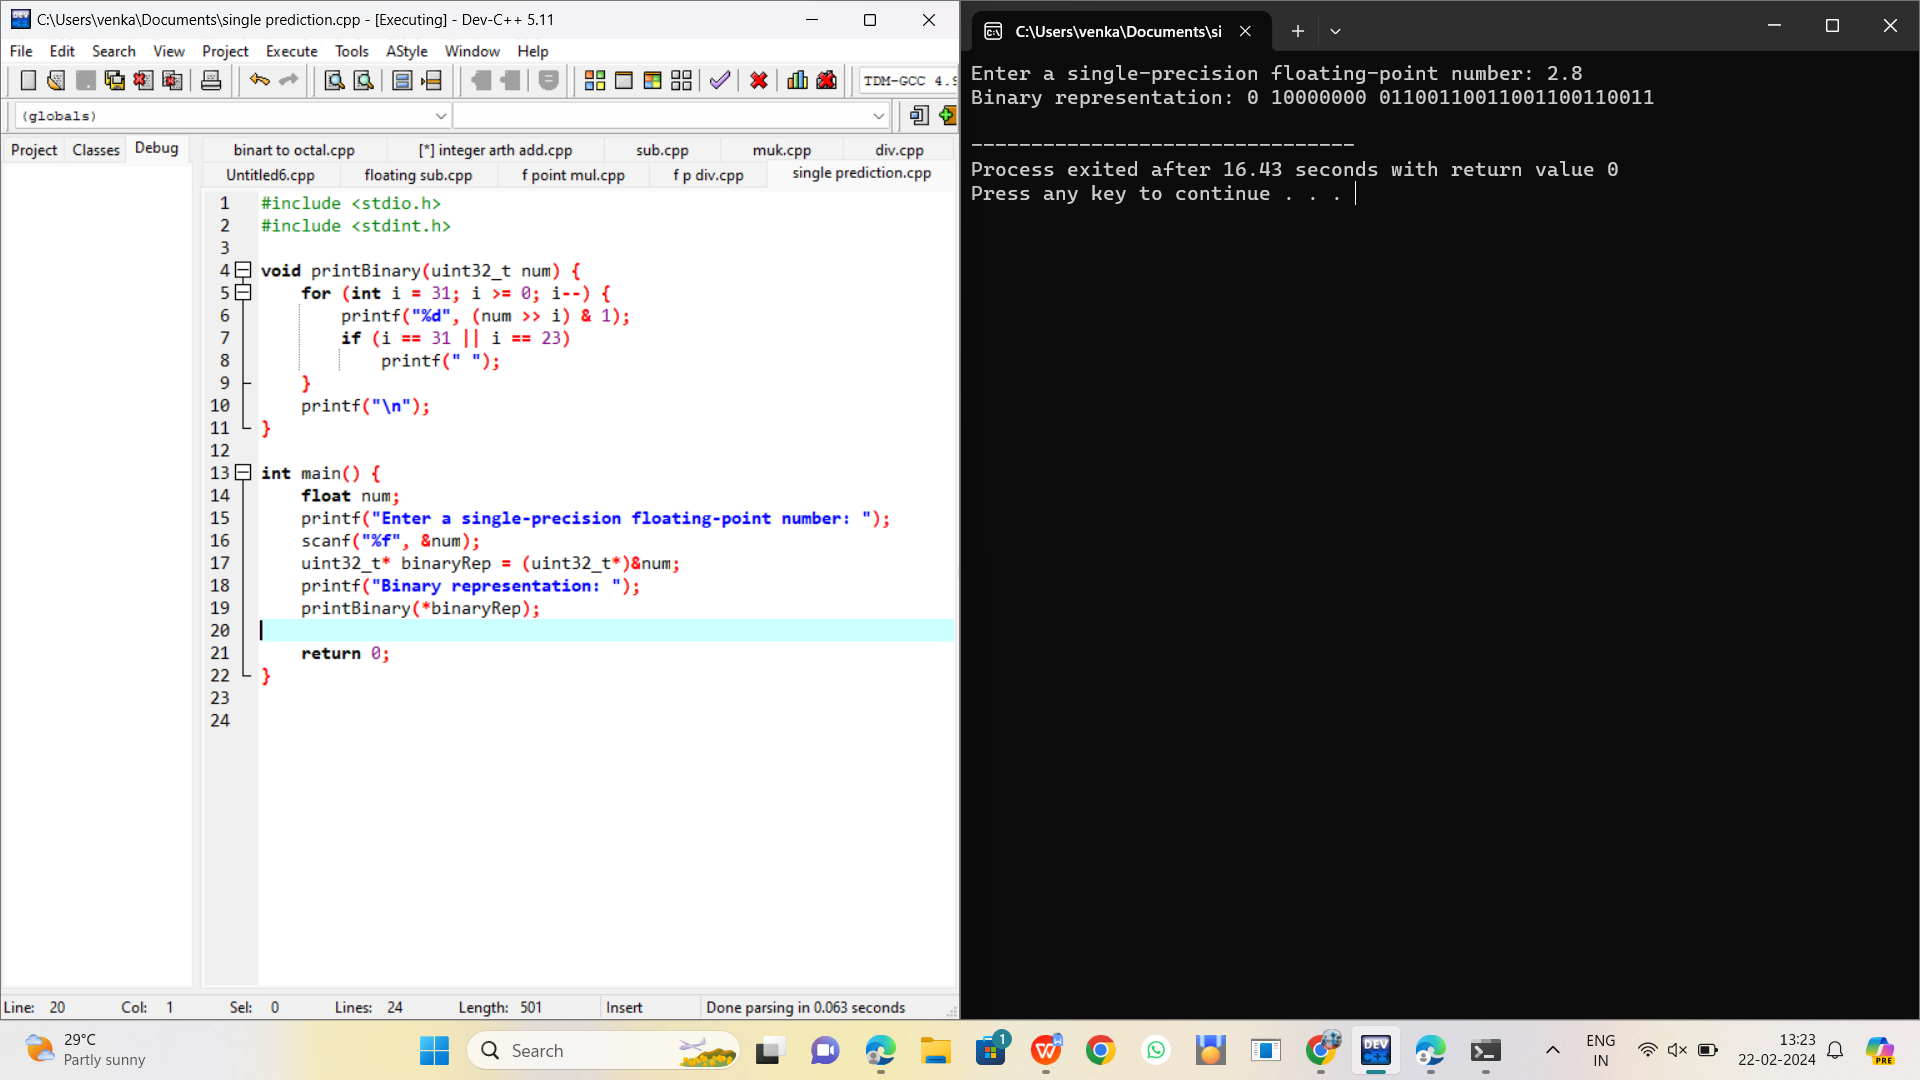 C:\Users\venka\Documents\single prediction.cpp - [Executing] - Dev-C++ 5.11
File Edit Search View Project Execute Tools AStyle Window Help
TDM-GCC 4.9
(globals)
Project Classes Debug
binart to octal.cpp [*] integer arth add.cpp sub.cpp muk.cpp div.cpp
Untitled6.cpp floating sub.cpp f point mul.cpp f p div.cpp single prediction.cpp
1 #include <stdio.h>
2 #include <stdint.h>
3
4 void printBinary(uint32_t num) {
5 for (int i = 31; i >= 0; i--) {
6 printf("%d", (num >> i) & 1);
7 if (i == 31 || i == 23)
8 printf(" ");
9 }
10 printf("\n");
11 }
12
13 int main() {
14 float num;
15 printf("Enter a single-precision floating-point number: ");
16 scanf("%f", &num);
17 uint32_t* binaryRep = (uint32_t*)&num;
18 printf("Binary representation: ");
19 printBinary(*binaryRep);
20
21 return 0;
22 }
23
24
Line: 20 Col: 1 Sel: 0 Lines: 24 Length: 501 Insert Done parsing in 0.063 seconds
C:\Users\venka\Documents\si
Enter a single-precision floating-point number: 2.8
Binary representation: 0 10000000 01100110011001100110011
--------------------------------
Process exited after 16.43 seconds with return value 0
Press any key to continue . . .
29°C
Partly sunny
Search
1
DEV
C++
PRE
ENG
IN
13:23
22-02-2024